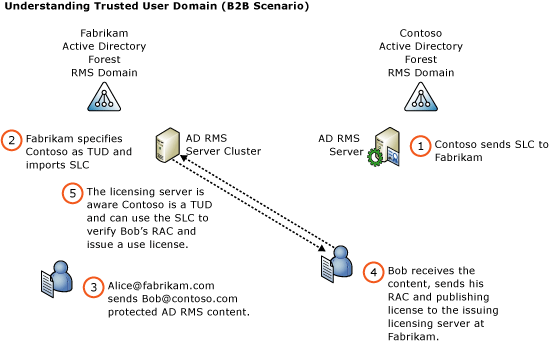 Understanding Trusted User Domain (B2B Scenario)
Fabrikam
Active Directory
Forest
RMS Domain
Contoso
Active Directory
Forest
RMS Domain
2
Fabrikam specifies
Contoso as TUD and
imports SLC
AD RMS
Server Cluster
AD RMS
Server
1
Contoso sends SLC to
Fabrikam
5
The licensing server is
aware Contoso is a TUD
and can use the SLC to
verify Bob's RAC and
issue a use license.
3
Alice@fabrikam.com
sends Bob@contoso.com
protected AD RMS content.
4
Bob receives the
content, sends his
RAC and publishing
license to the issuing
licensing server at
Fabrikam.